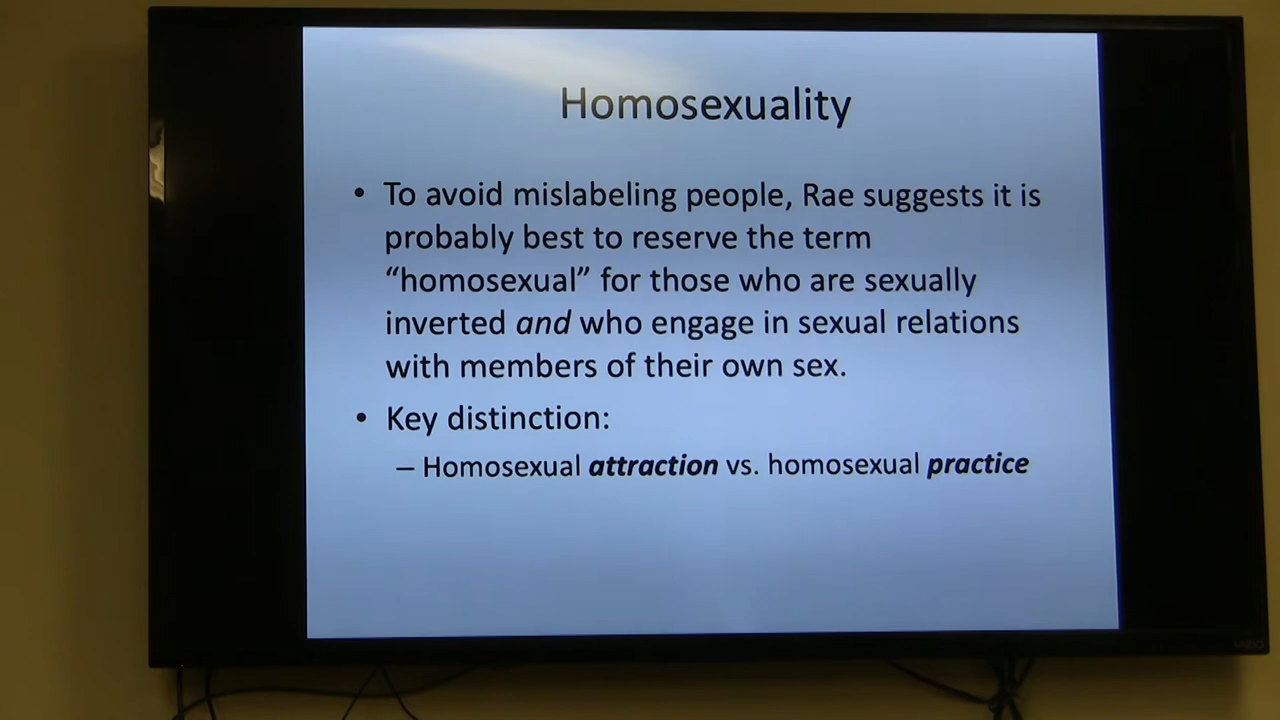 Homosexuality
• To avoid mislabeling people, Rae suggests it is
probably best to reserve the term
“homosexual” for those who are sexually
inverted and who engage in sexual relations
with members of their own sex.
• Key distinction:
– Homosexual attraction vs. homosexual practice
VIZIO